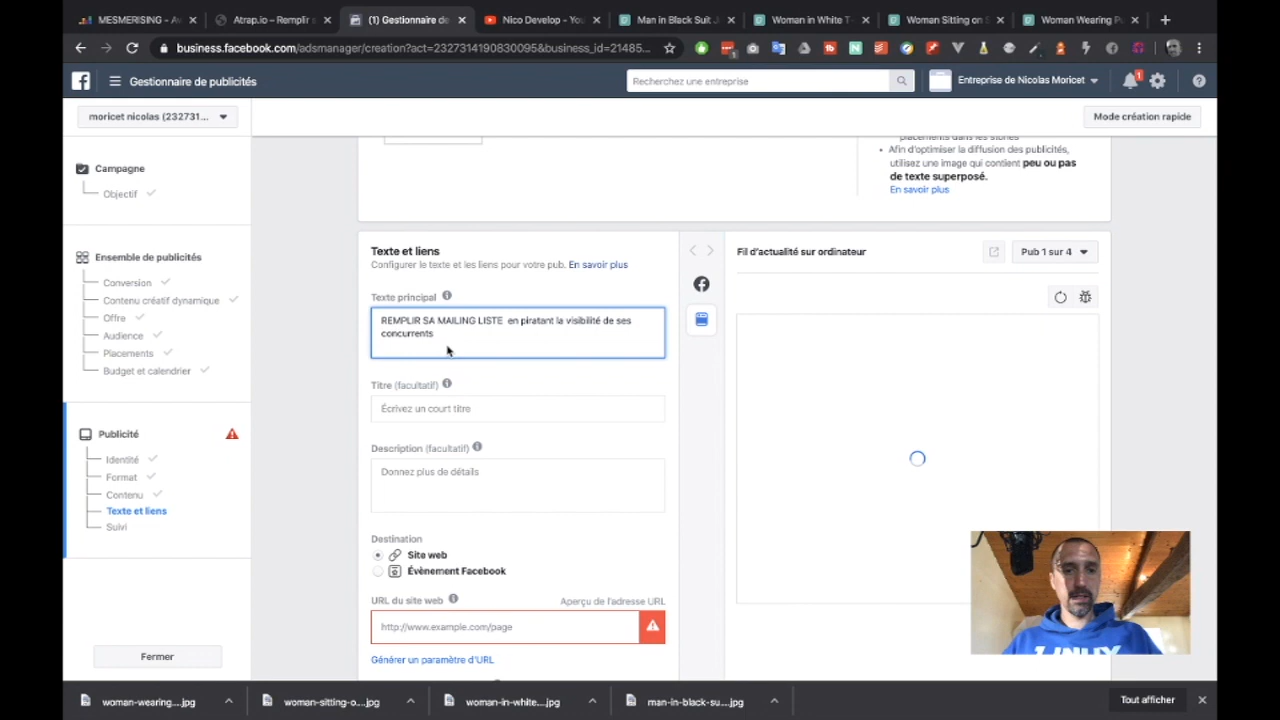 MESMERISING - A
Atrap.io – Remplir s
(1) Gestionnaire de
Nico Develop - You
Man in Black Suit J
Woman in White T-
Woman Sitting on S
Woman Wearing P
business.facebook.com/adsmanager/creation?act=2327314190830095&business_id=21485...
Gestionnaire de publicités
Recherchez une entreprise
Entreprise de Nicolas Moricet
1
moricet nicolas (232731...
Mode création rapide
placements dans les stories
• Afin d'optimiser la diffusion des publicités,
utilisez une image qui contient peu ou pas
de texte superposé.
En savoir plus
Campagne
Objectif
Ensemble de publicités
Conversion
Contenu créatif dynamique
Offre
Audience
Placements
Budget et calendrier
Publicité
Identité
Format
Contenu
Texte et liens
Suivi
Fermer
Texte et liens
Configurer le texte et les liens pour votre pub. En savoir plus
Texte principal
REMPLIR SA MAILING LISTE en piratant la visibilité de ses
concurrents
Titre (facultatif)
Écrivez un court titre
Description (facultatif)
Donnez plus de détails
Destination
Site web
Évènement Facebook
URL du site web
Aperçu de l'adresse URL
http://www.example.com/page
Générer un paramètre d'URL
Fil d'actualité sur ordinateur
Pub 1 sur 4
LINUX
woman-wearing....jpg
woman-sitting-o...jpg
woman-in-white-...jpg
man-in-black-su...jpg
Tout afficher